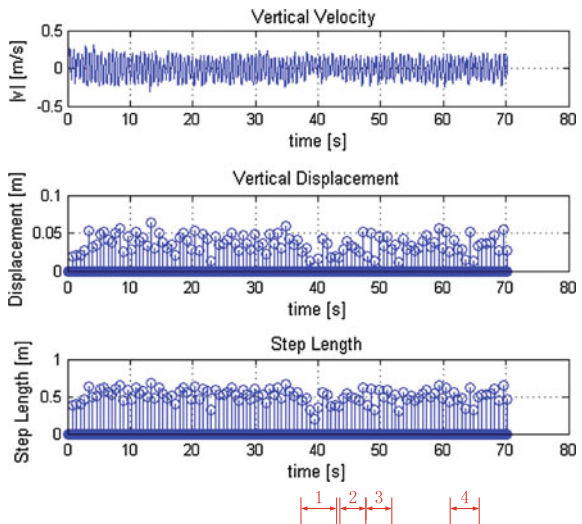 Vertical Velocity
|v| [m/s]
0.5
0
-0.5
0 10 20 30 40 50 60 70 80
time [s]
Vertical Displacement
Displacement [m]
0.1
0.05
0
0 10 20 30 40 50 60 70 80
time [s]
Step Length
Step Length [m]
1
0.5
0
0 10 20 30 40 50 60 70 80
time [s]
1 2 3 4